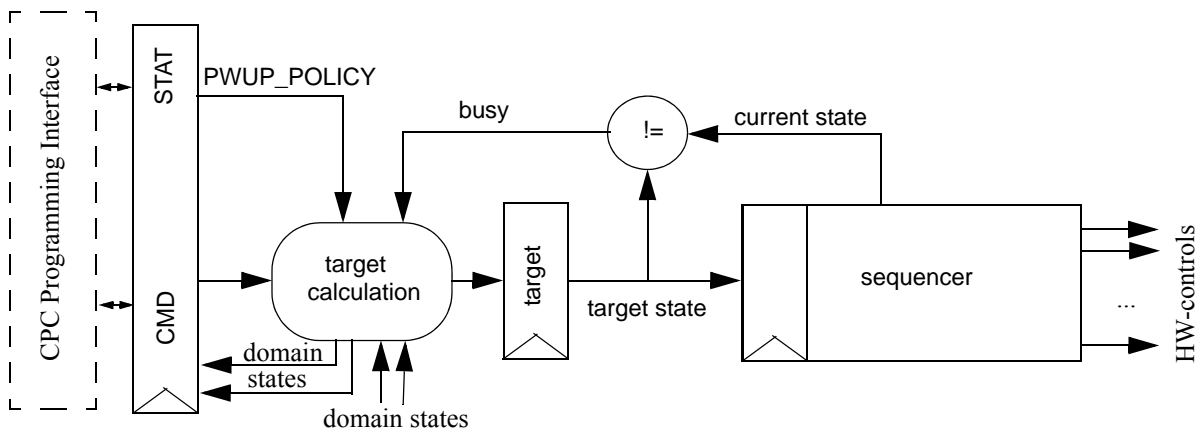 CPC Programming Interface
STAT
CMD
PWUP_POLICY
busy
!=
current state
target
calculation
target
target state
sequencer
HW-controls
...
domain
states
domain states